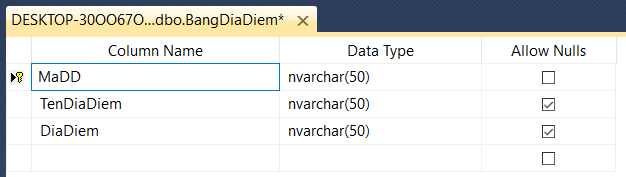 DESKTOP-30OO67O...dbo.BangDiaDiem*
Column Name Data Type Allow Nulls
MaDD nvarchar(50)
TenDiaDiem nvarchar(50)
DiaDiem nvarchar(50)